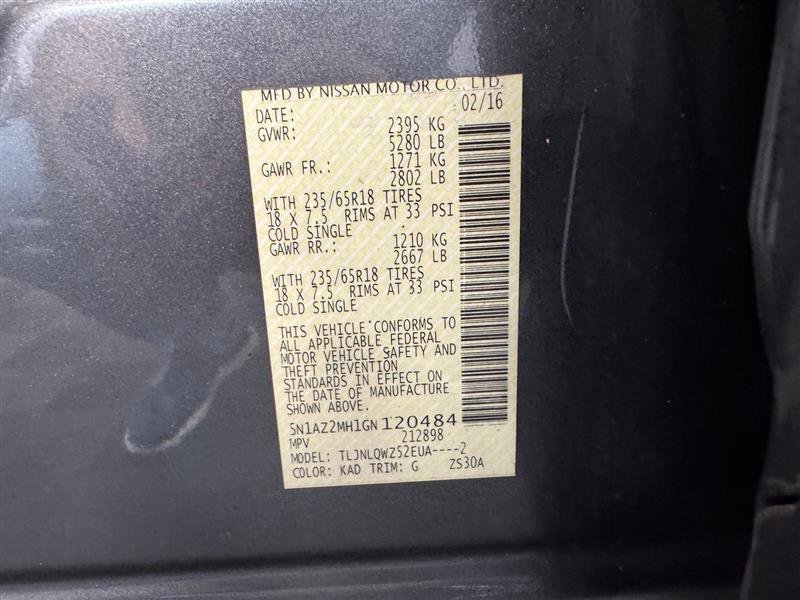 MFD BY NISSAN MOTOR CO., LTD.
DATE: 02/16
GVWR: 2395 KG
5280 LB
GAWR FR.: 1271 KG
2802 LB
WITH 235/65R18 TIRES
18 X 7.5 RIMS AT 33 PSI
COLD SINGLE
GAWR RR.: 1210 KG
2667 LB
WITH 235/65R18 TIRES
18 X 7.5 RIMS AT 33 PSI
COLD SINGLE
THIS VEHICLE CONFORMS TO
ALL APPLICABLE FEDERAL
MOTOR VEHICLE SAFETY AND
THEFT PREVENTION
STANDARDS IN EFFECT ON
THE DATE OF MANUFACTURE
SHOWN ABOVE.
5N1AZ2MH1GN120484
MPV 212898
MODEL: TLJNLQWZ52EUA----2
COLOR: KAD TRIM: G ZS30A